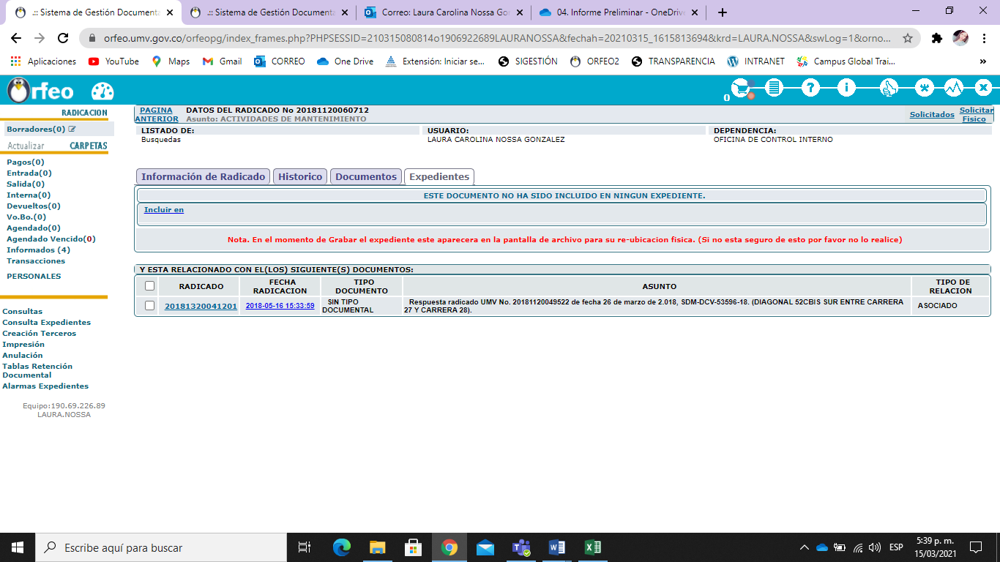 .:: Sistema de Gestión Documenta
.:: Sistema de Gestión Documenta
Correo: Laura Carolina Nossa Go
04. Informe Preliminar - OneDrive
orfeo.umv.gov.co/orfeopg/index_frames.php?PHPSESSID=210315080814o1906922689LAURANOSSA&fechah=20210315_1615813694&krd=LAURA.NOSSA&swLog=1&orno...
Aplicaciones YouTube Maps Gmail CORREO One Drive Extensión: Iniciar se... SIGESTIÓN ORFEO2 TRANSPARENCIA INTRANET Campus Global Trai... »
Orfeo
0
RADICACION
Borradores(0)
Actualizar CARPETAS
Pagos(0)
Entrada(0)
Salida(0)
Interna(0)
Devueltos(0)
Vo.Bo.(0)
Agendado(0)
Agendado Vencido(0)
Informados (4)
Transacciones
PERSONALES
Consultas
Consulta Expedientes
Creación Terceros
Impresión
Anulación
Tablas Retención
Documental
Alarmas Expedientes
Equipo:190.69.226.89
LAURA.NOSSA
PAGINA
ANTERIOR
DATOS DEL RADICADO No 20181120060712
Asunto: ACTIVIDADES DE MANTENIMIENTO
Solicitados
Solicitar
Fisico
LISTADO DE:
Busquedas
USUARIO:
LAURA CAROLINA NOSSA GONZALEZ
DEPENDENCIA:
OFICINA DE CONTROL INTERNO
Información de Radicado Historico Documentos Expedientes
ESTE DOCUMENTO NO HA SIDO INCLUIDO EN NINGUN EXPEDIENTE.
Incluir en
Nota. En el momento de Grabar el expediente este aparecera en la pantalla de archivo para su re-ubicacion fisica. (Si no esta seguro de esto por favor no lo realice)
Y ESTA RELACIONADO CON EL(LOS) SIGUIENTE(S) DOCUMENTOS:
RADICADO
FECHA
RADICACION
TIPO
DOCUMENTO
ASUNTO
TIPO DE
RELACION
20181320041201
2018-05-16 15:33:59
SIN TIPO
DOCUMENTAL
Respuesta radicado UMV No. 20181120049522 de fecha 26 de marzo de 2.018, SDM-DCV-53596-18. (DIAGONAL 52CBIS SUR ENTRE CARRERA
27 Y CARRERA 28).
ASOCIADO
Escribe aquí para buscar
ESP
5:39 p. m.
15/03/2021